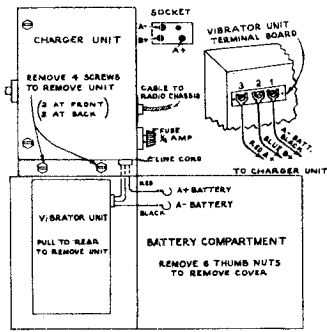 SOCKET
A-
B+
A+
CHARGER UNIT
REMOVE 4 SCREWS
TO REMOVE UNIT
(2 AT FRONT)
(2 AT BACK)
CABLE TO
RADIO CHASSIS
FUSE
1/4 AMP
LINE CORD
VIBRATOR UNIT
TERMINAL BOARD
3 2 1
RED A+
BLUE B+
BLACK
A- BATT.
TO CHARGER UNIT
RED
A+ BATTERY
A- BATTERY
BLACK
VIBRATOR UNIT
PULL TO REAR
TO REMOVE UNIT
BATTERY COMPARTMENT
REMOVE 6 THUMB NUTS
TO REMOVE COVER